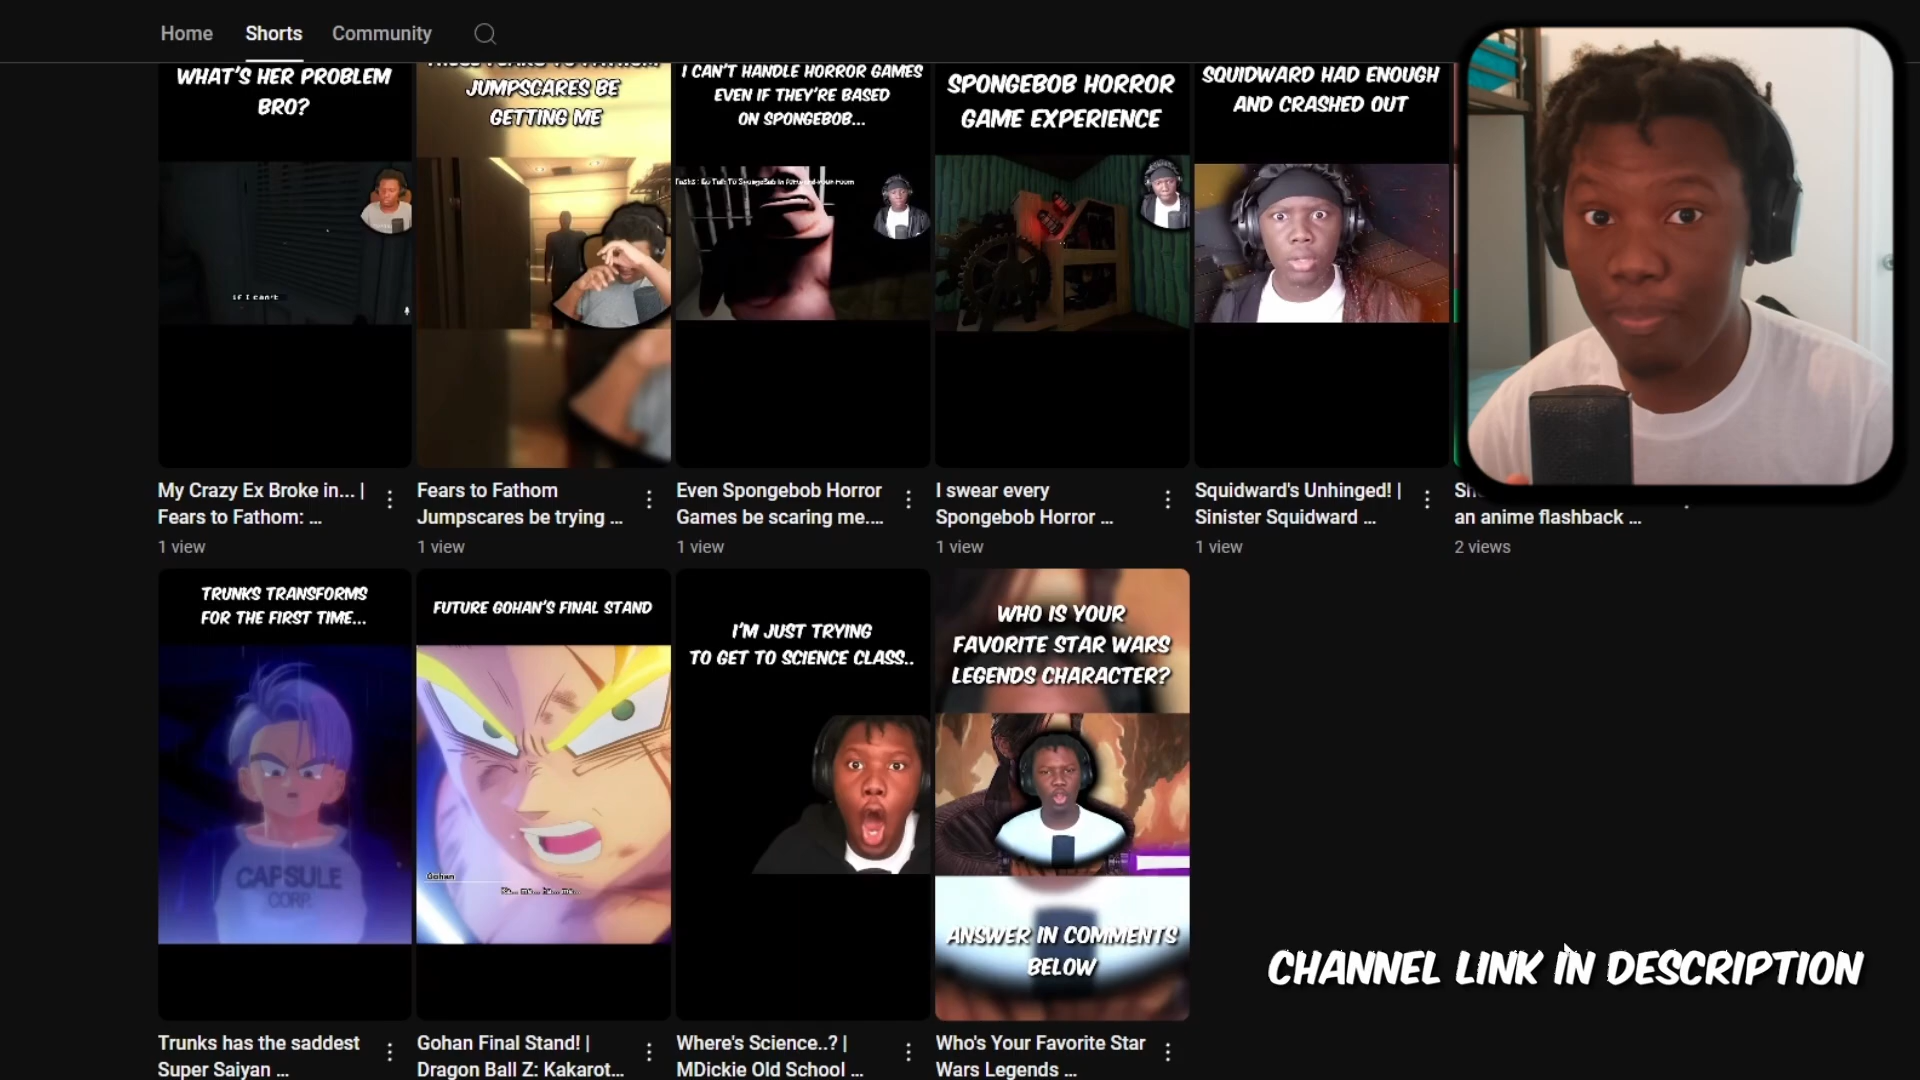 Home Shorts Community
WHAT'S HER PROBLEM
BRO?
JUMPSCARES BE
GETTING ME
I CAN'T HANDLE HORROR GAMES
EVEN IF THEY'RE BASED
ON SPONGEBOB...
SPONGEBOB HORROR
GAME EXPERIENCE
SQUIDWARD HAD ENOUGH
AND CRASHED OUT
If I can't
My Crazy Ex Broke in... |
Fears to Fathom: ...
1 view
Fears to Fathom
Jumpscares be trying ...
1 view
Even Spongebob Horror
Games be scaring me....
1 view
I swear every
Spongebob Horror ...
1 view
Squidward's Unhinged! |
Sinister Squidward ...
1 view
an anime flashback ...
2 views
TRUNKS TRANSFORMS
FOR THE FIRST TIME...
CAPSULE
CORP.
FUTURE GOHAN'S FINAL STAND
Gohan
Ka... me... ha... me...
I'M JUST TRYING
TO GET TO SCIENCE CLASS..
WHO IS YOUR
FAVORITE STAR WARS
LEGENDS CHARACTER?
ANSWER IN COMMENTS
BELOW
CHANNEL LINK IN DESCRIPTION
Trunks has the saddest
Super Saiyan ...
Gohan Final Stand! |
Dragon Ball Z: Kakarot...
Where's Science..? |
MDickie Old School ...
Who's Your Favorite Star
Wars Legends ...